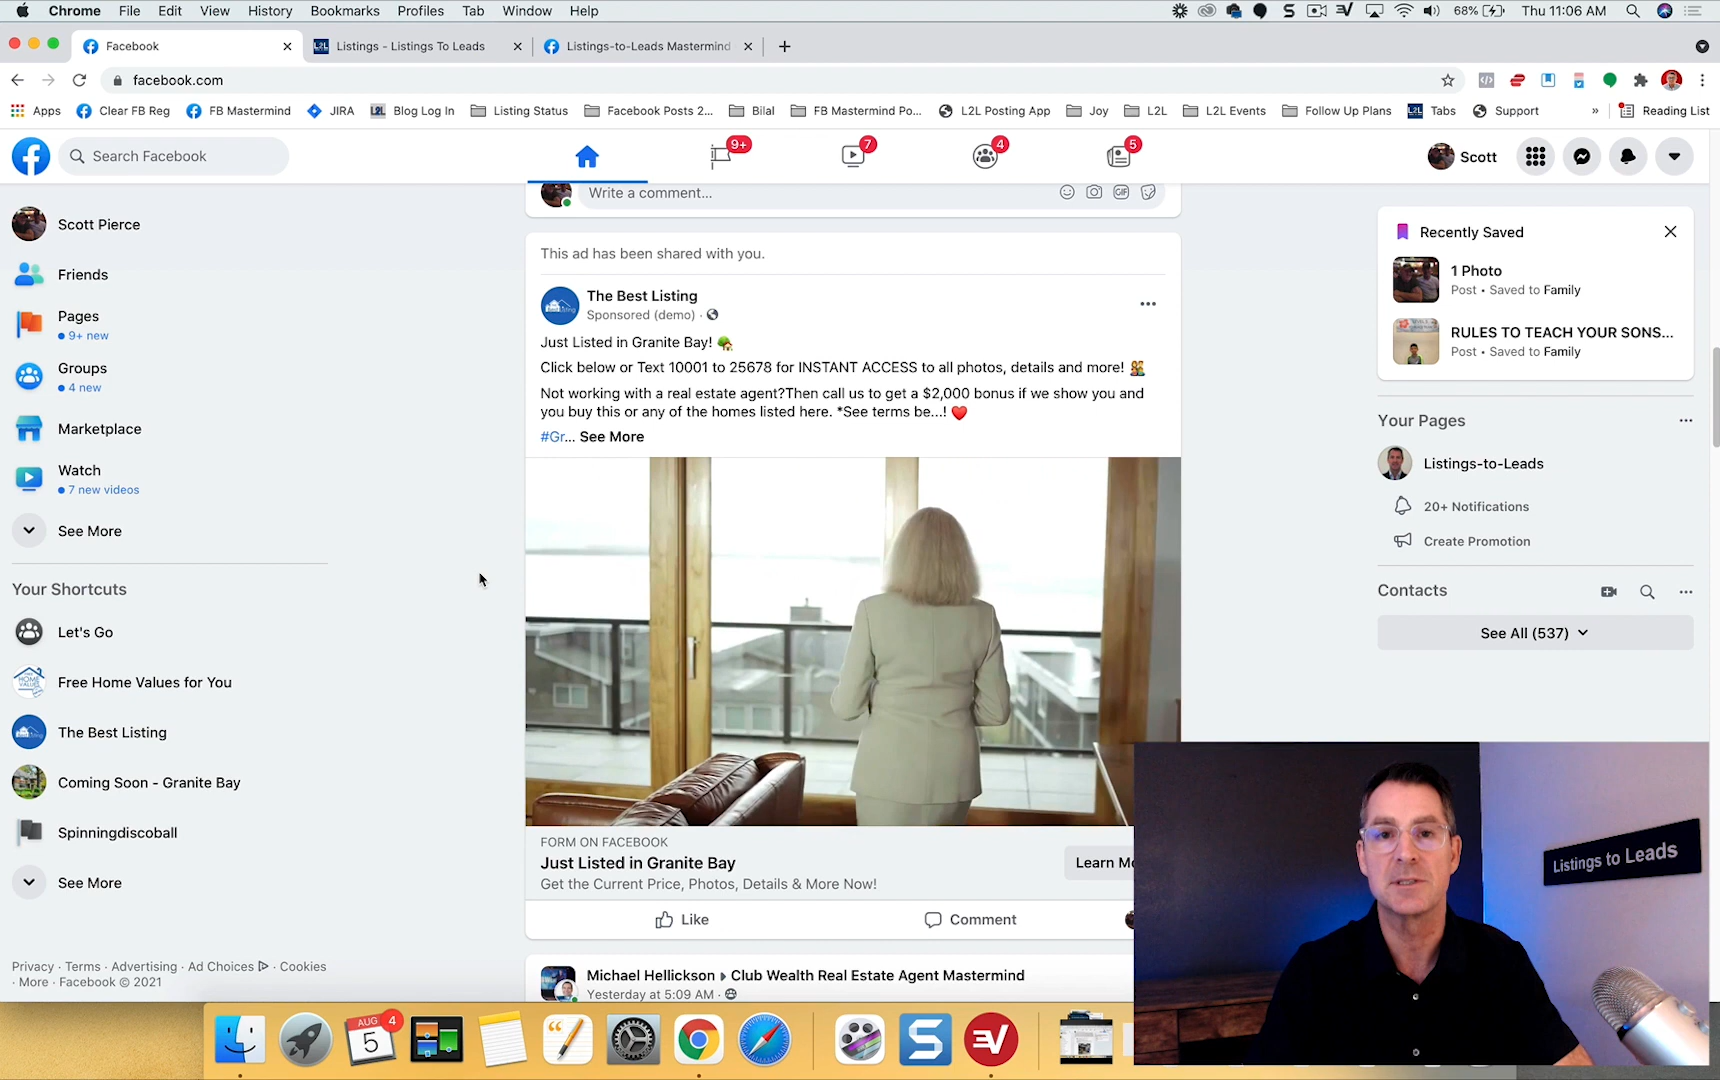 Chrome File Edit View History Bookmarks Profiles Tab Window Help
68% Thu 11:06 AM
Facebook
Listings - Listings To Leads
Listings-to-Leads Mastermind
facebook.com
Apps Clear FB Reg FB Mastermind JIRA Blog Log In Listing Status Facebook Posts 2... Bilal FB Mastermind Po... L2L Posting App Joy L2L L2L Events Follow Up Plans Tabs Support » Reading List
Search Facebook
9+
7
4
5
Scott
Scott Pierce
Friends
Pages
9+ new
Groups
4 new
Marketplace
Watch
7 new videos
See More
Your Shortcuts
Let's Go
Free Home Values for You
The Best Listing
Coming Soon - Granite Bay
Spinningdiscoball
See More
Privacy · Terms · Advertising · Ad Choices · Cookies
· More · Facebook © 2021
Write a comment...
GIF
This ad has been shared with you.
The Best Listing
Sponsored (demo) ·
Just Listed in Granite Bay!
Click below or Text 10001 to 25678 for INSTANT ACCESS to all photos, details and more!
Not working with a real estate agent?Then call us to get a $2,000 bonus if we show you and
you buy this or any of the homes listed here. *See terms be...!
#Gr... See More
FORM ON FACEBOOK
Just Listed in Granite Bay
Get the Current Price, Photos, Details & More Now!
Learn Mo
Like
Comment
Michael Hellickson ▸ Club Wealth Real Estate Agent Mastermind
Yesterday at 5:09 AM ·
Recently Saved
1 Photo
Post • Saved to Family
RULES TO TEACH YOUR SONS...
Post • Saved to Family
Your Pages
Listings-to-Leads
20+ Notifications
Create Promotion
Contacts
See All (537)
Listings to Leads
AUG
5
4